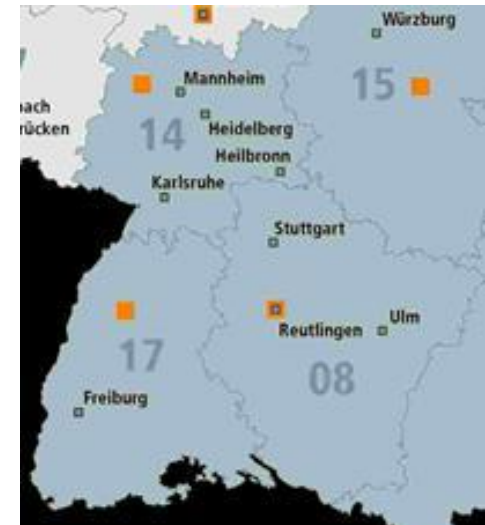 Würzburg
Mannheim
15
ach
rücken
14
Heidelberg
Heilbronn
Karlsruhe
Stuttgart
Reutlingen
Ulm
17
08
Freiburg